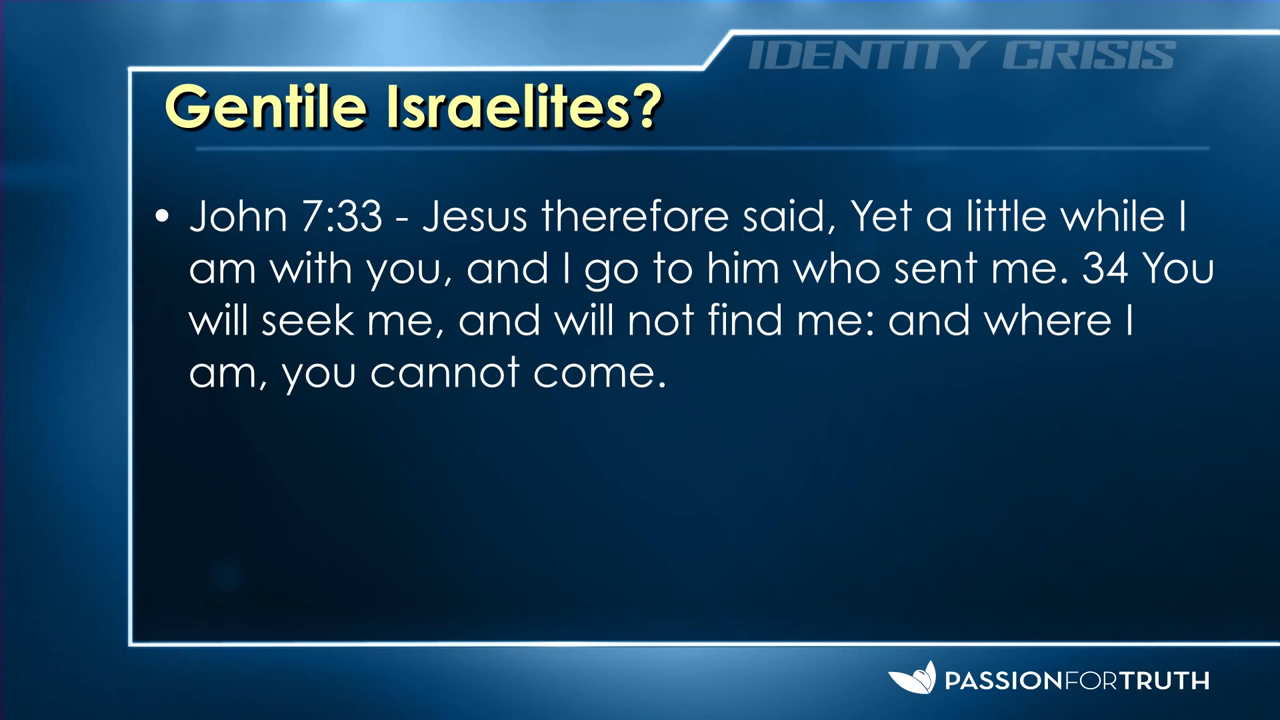 IDENTITY CRISIS
Gentile Israelites?
• John 7:33 - Jesus therefore said, Yet a little while I
am with you, and I go to him who sent me. 34 You
will seek me, and will not find me: and where I
am, you cannot come.
PASSIONFORTRUTH